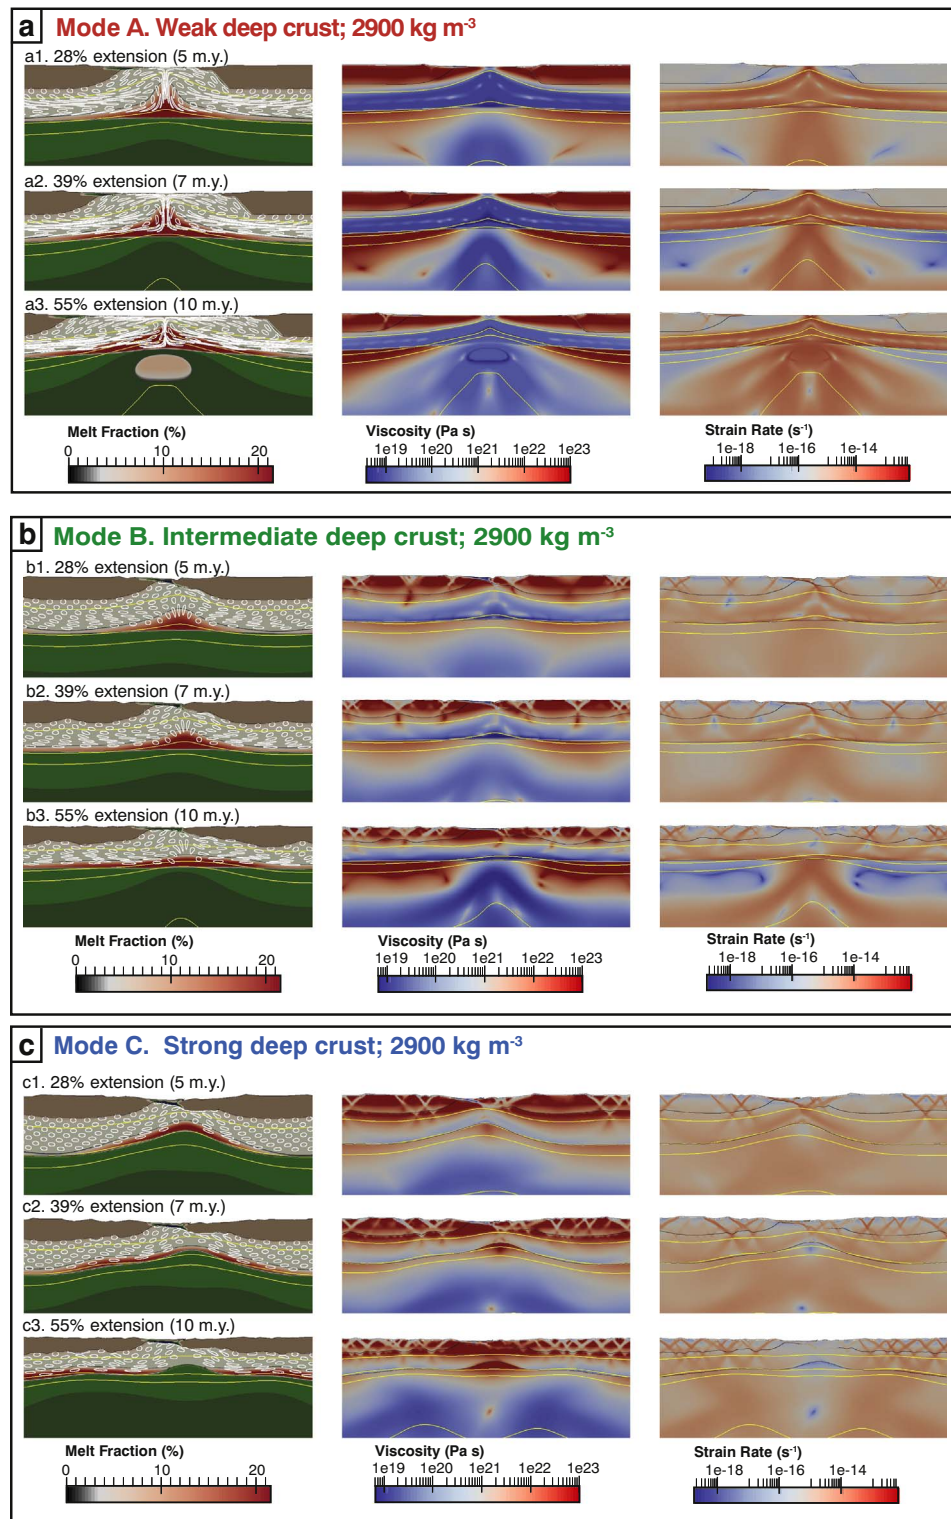 a Mode A. Weak deep crust; 2900 kg m-3
a1. 28% extension (5 m.y.)
a2. 39% extension (7 m.y.)
a3. 55% extension (10 m.y.)
Melt Fraction (%)
0 10 20
Viscosity (Pa s)
1e19 1e20 1e21 1e22 1e23
Strain Rate (s-1)
1e-18 1e-16 1e-14
b Mode B. Intermediate deep crust; 2900 kg m-3
b1. 28% extension (5 m.y.)
b2. 39% extension (7 m.y.)
b3. 55% extension (10 m.y.)
Melt Fraction (%)
0 10 20
Viscosity (Pa s)
1e19 1e20 1e21 1e22 1e23
Strain Rate (s-1)
1e-18 1e-16 1e-14
c Mode C. Strong deep crust; 2900 kg m-3
c1. 28% extension (5 m.y.)
c2. 39% extension (7 m.y.)
c3. 55% extension (10 m.y.)
Melt Fraction (%)
0 10 20
Viscosity (Pa s)
1e19 1e20 1e21 1e22 1e23
Strain Rate (s-1)
1e-18 1e-16 1e-14